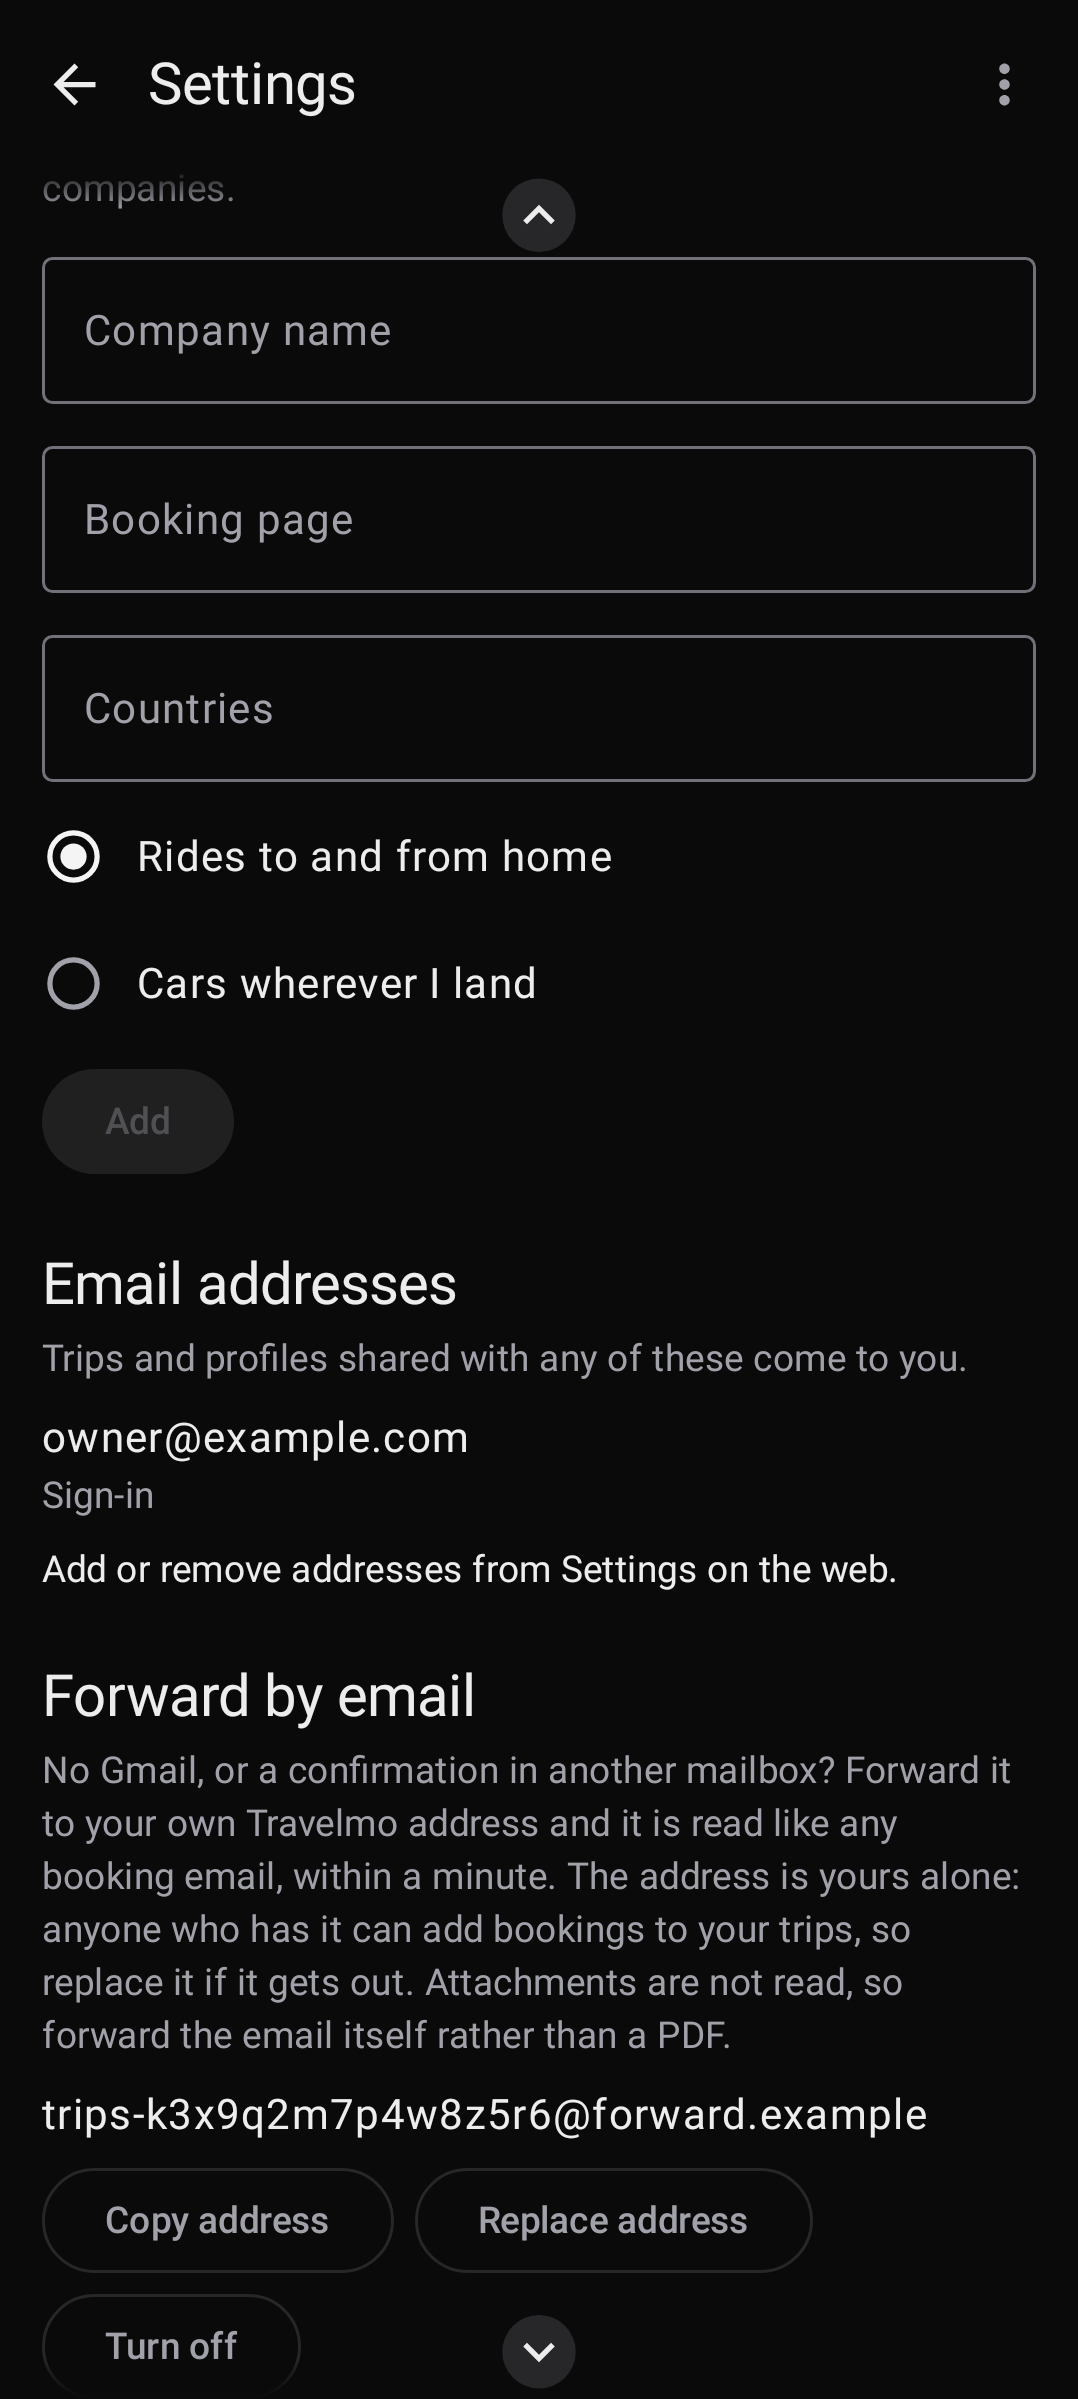 Settings
companies.
Company name
Booking page
Countries
Rides to and from home
Cars wherever I land
Add
Email addresses
Trips and profiles shared with any of these come to you.
owner@example.com
Sign-in
Add or remove addresses from Settings on the web.
Forward by email
No Gmail, or a confirmation in another mailbox? Forward it
to your own Travelmo address and it is read like any
booking email, within a minute. The address is yours alone:
anyone who has it can add bookings to your trips, so
replace it if it gets out. Attachments are not read, so
forward the email itself rather than a PDF.
trips-k3x9q2m7p4w8z5r6@forward.example
Copy address
Replace address
Turn off